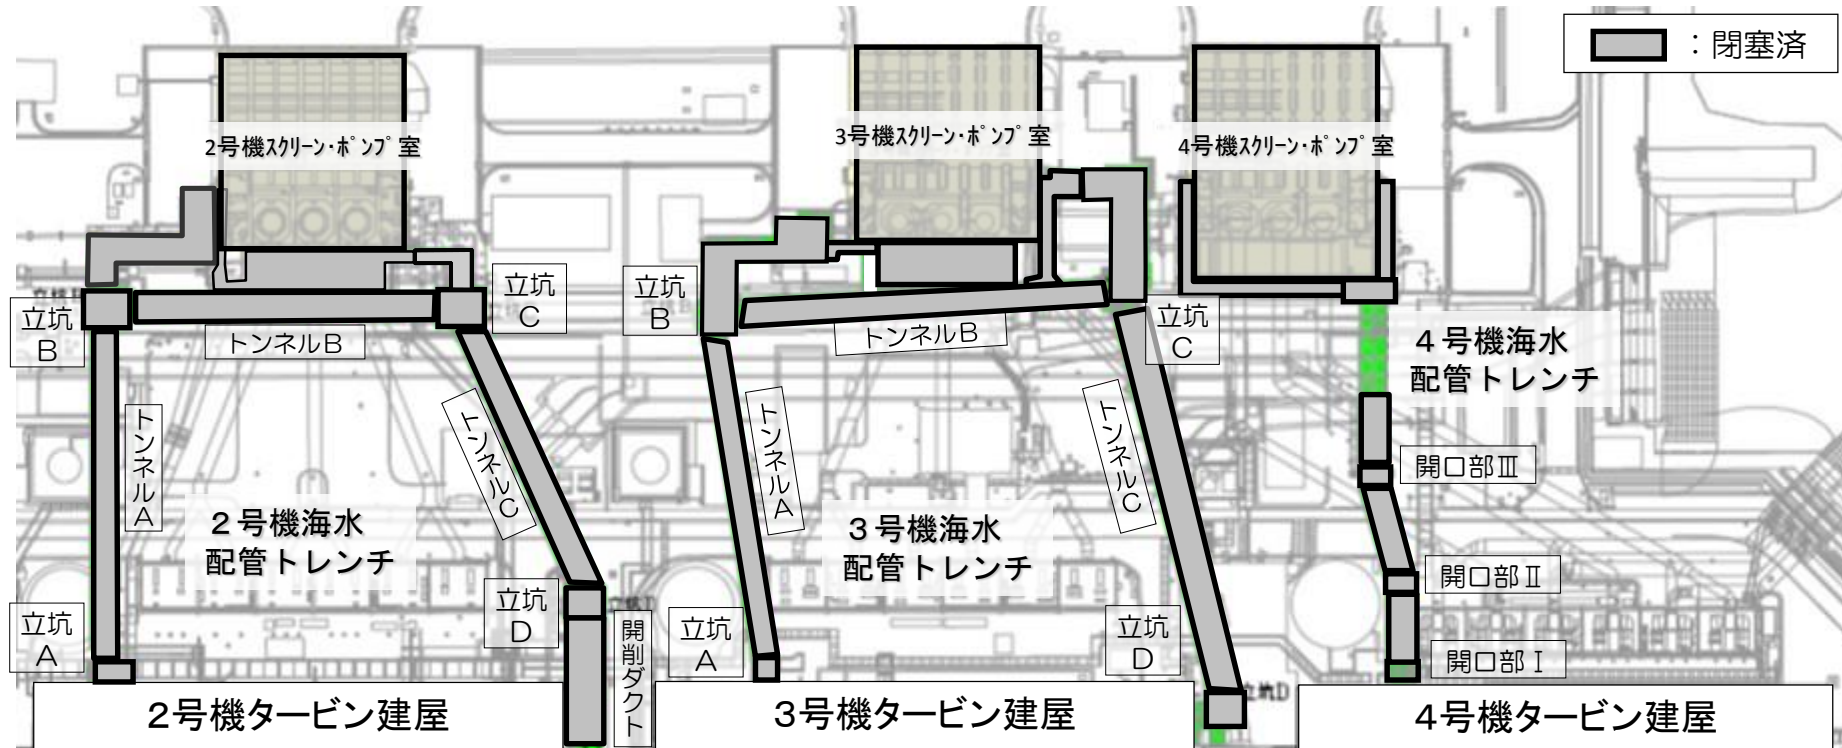 ：閉塞済
2号機スクリーン･ポンプ室
3号機スクリーン･ポンプ室
4号機スクリーン･ポンプ室
立坑
B
トンネルB
立坑
C
立坑
B
トンネルB
立坑
C
４号機海水
配管トレンチ
トンネルA
トンネルC
２号機海水
配管トレンチ
トンネルA
トンネルC
３号機海水
配管トレンチ
開口部Ⅲ
開口部Ⅱ
開口部Ⅰ
立坑
A
立坑
D
開削ダクト
立坑
A
立坑
D
立坑D
2号機タービン建屋
3号機タービン建屋
4号機タービン建屋